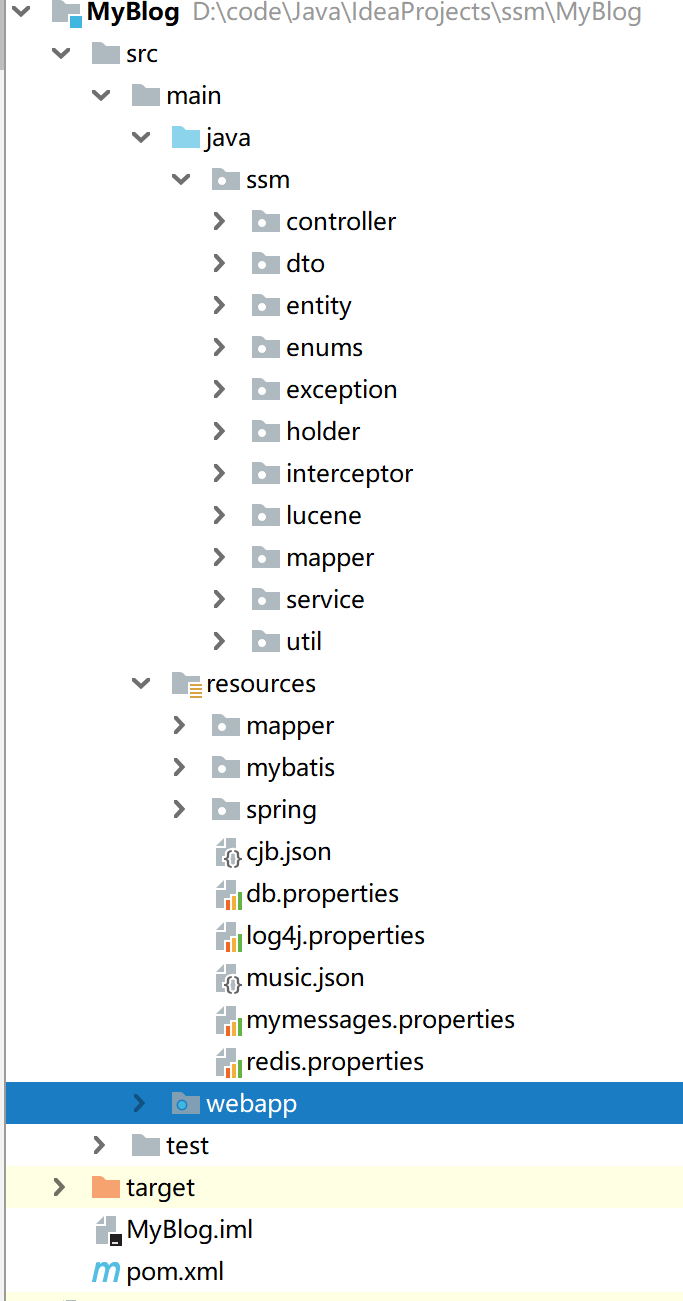 MyBlog D:\code\Java\IdeaProjects\ssm\MyBlog
src
main
java
ssm
controller
dto
entity
enums
exception
holder
interceptor
lucene
mapper
service
util
resources
mapper
mybatis
spring
cjb.json
db.properties
log4j.properties
music.json
mymessages.properties
redis.properties
webapp
test
target
MyBlog.iml
pom.xml